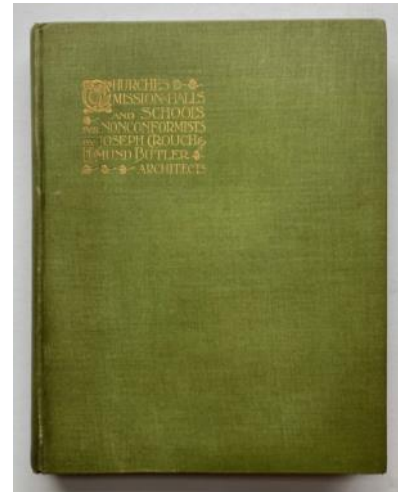 CHURCHES
MISSION HALLS
AND SCHOOLS
FOR NONCONFORMISTS
BY JOSEPH CROUCH &
EDMUND BUTLER
ARCHITECTS